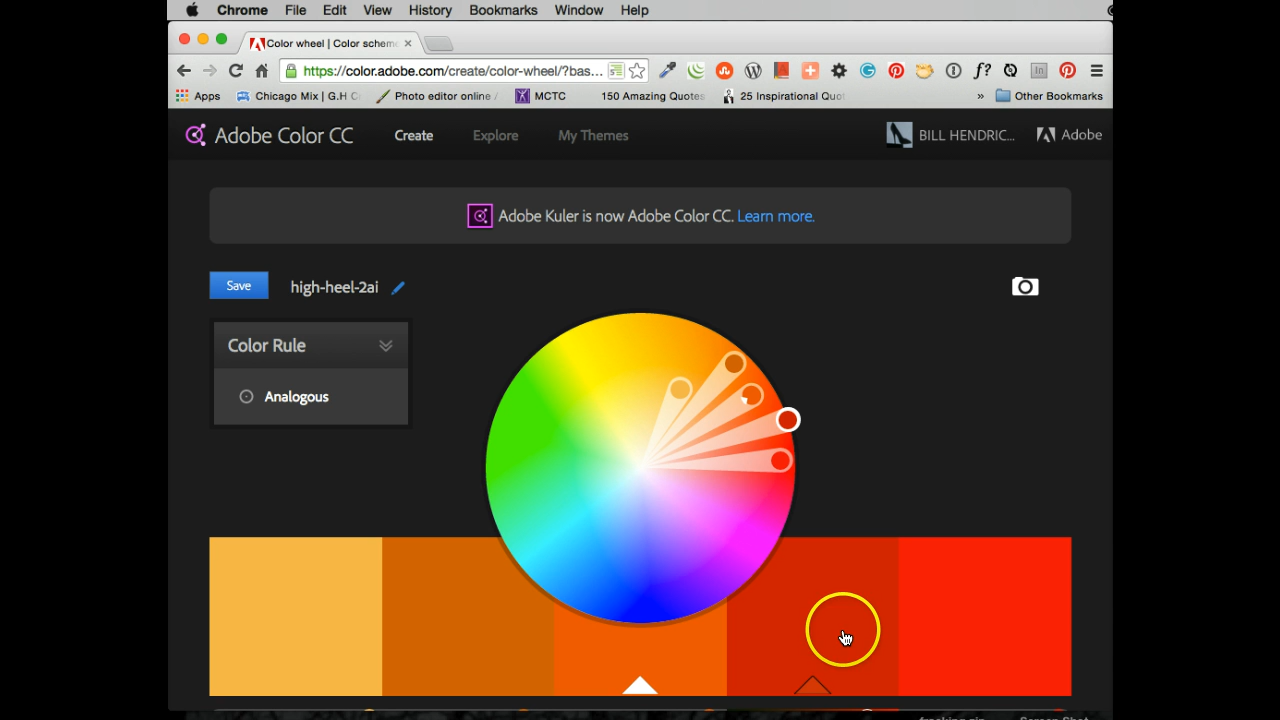 Chrome File Edit View History Bookmarks Window Help
Color wheel | Color scheme
https://color.adobe.com/create/color-wheel/?bas...
Apps Chicago Mix | G.H C Photo editor online / MCTC 150 Amazing Quotes 25 Inspirational Quot » Other Bookmarks
Adobe Color CC Create Explore My Themes BILL HENDRIC... Adobe
Adobe Kuler is now Adobe Color CC. Learn more.
Save high-heel-2ai
Color Rule
Analogous